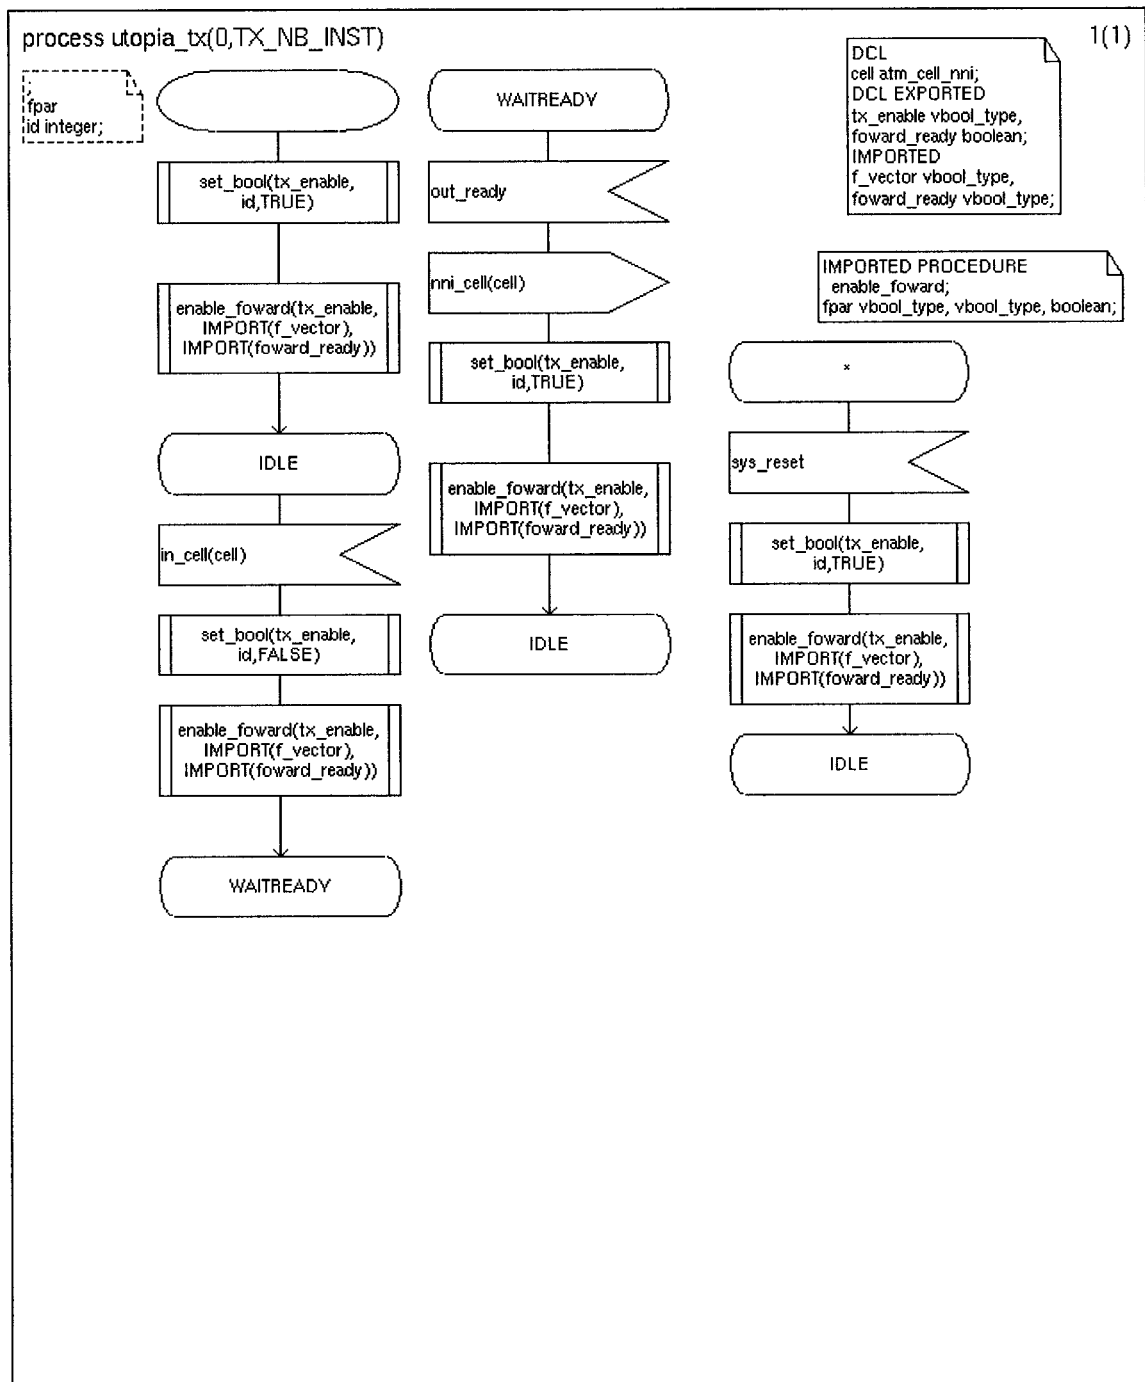 process utopia_tx(0,TX_NB_INST)
1(1)
;
fpar
id integer;
set_bool(tx_enable,
id,TRUE)
enable_foward(tx_enable,
IMPORT(f_vector),
IMPORT(foward_ready))
IDLE
in_cell(cell)
set_bool(tx_enable,
id,FALSE)
enable_foward(tx_enable,
IMPORT(f_vector),
IMPORT(foward_ready))
WAITREADY
WAITREADY
out_ready
nni_cell(cell)
set_bool(tx_enable,
id,TRUE)
enable_foward(tx_enable,
IMPORT(f_vector),
IMPORT(foward_ready))
IDLE
DCL
cell atm_cell_nni;
DCL EXPORTED
tx_enable vbool_type,
foward_ready boolean;
IMPORTED
f_vector vbool_type,
foward_ready vbool_type;
IMPORTED PROCEDURE
enable_foward;
fpar vbool_type, vbool_type, boolean;
*
sys_reset
set_bool(tx_enable,
id,TRUE)
enable_foward(tx_enable,
IMPORT(f_vector),
IMPORT(foward_ready))
IDLE